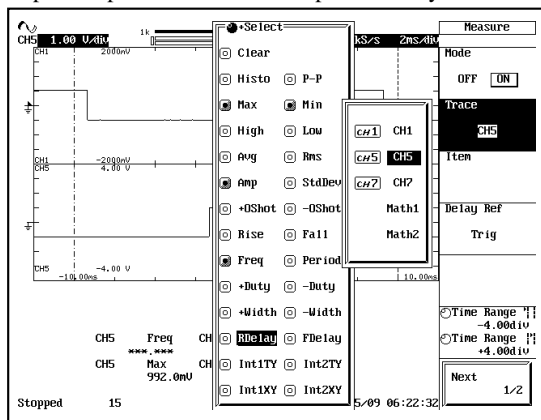 +Select
Measure
CH5 1.00 V/div
1k
kS/s 2ms/div
CH1 2000mV
Clear
Mode
OFF ON
Histo P-P
Max Min
Trace
CH5
High Low
CH1 CH1
CH1 -2000mV
CH5 4.00 V
Avg Rms
CH5 CH5
Item
Amp StdDev
CH7 CH7
+OShot -OShot
Math1
Delay Ref
Trig
Rise Fall
Math2
CH5 -4.00 V
-10.00ms
Freq Period
10.00ms
+Duty -Duty
+Width -Width
Time Range
-4.00div
CH5 Freq CH
***.***
RDelay FDelay
Time Range
+4.00div
CH5 Max CH
992.0mV
Int1TY Int2TY
Next
1/2
Int1XY Int2XY
Stopped 15
5/09 06:22:32